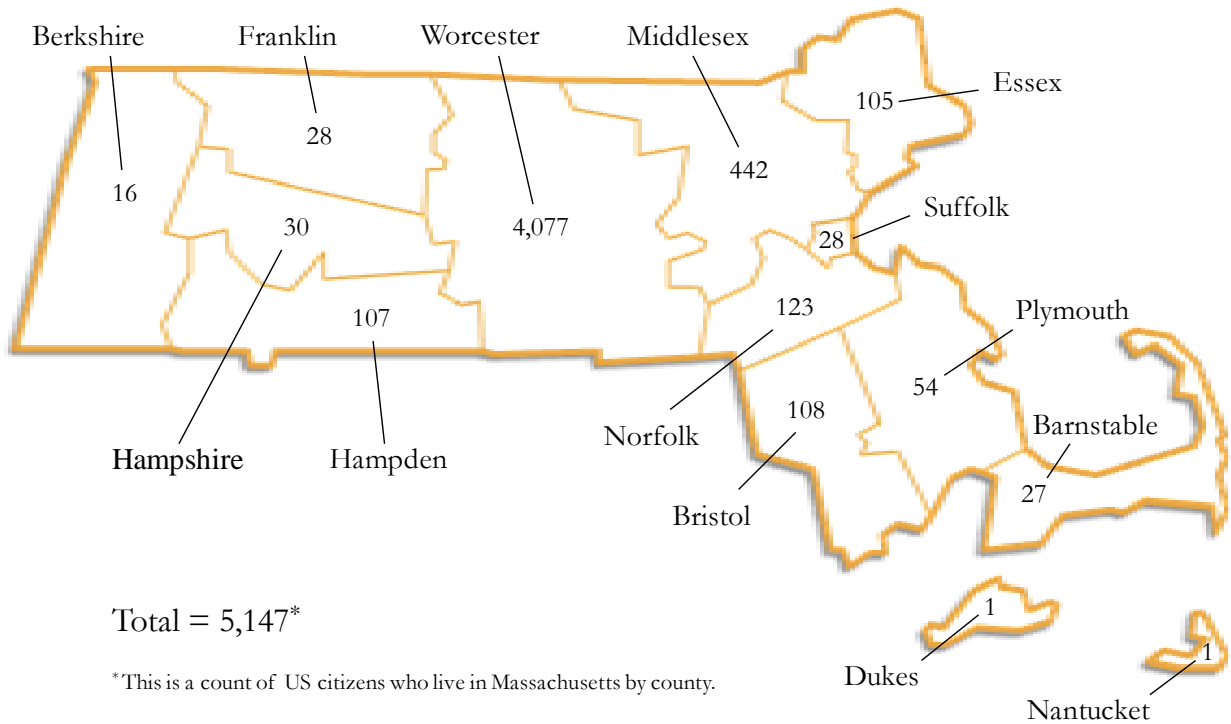 Berkshire
Franklin
Worcester
Middlesex
Essex
105
28
442
16
Suffolk
30
4,077
28
107
123
Plymouth
54
108
Barnstable
Norfolk
Hampshire
Hampden
27
Bristol
Total = 5,147*
1
1
Dukes
*This is a count of US citizens who live in Massachusetts by county.
Nantucket